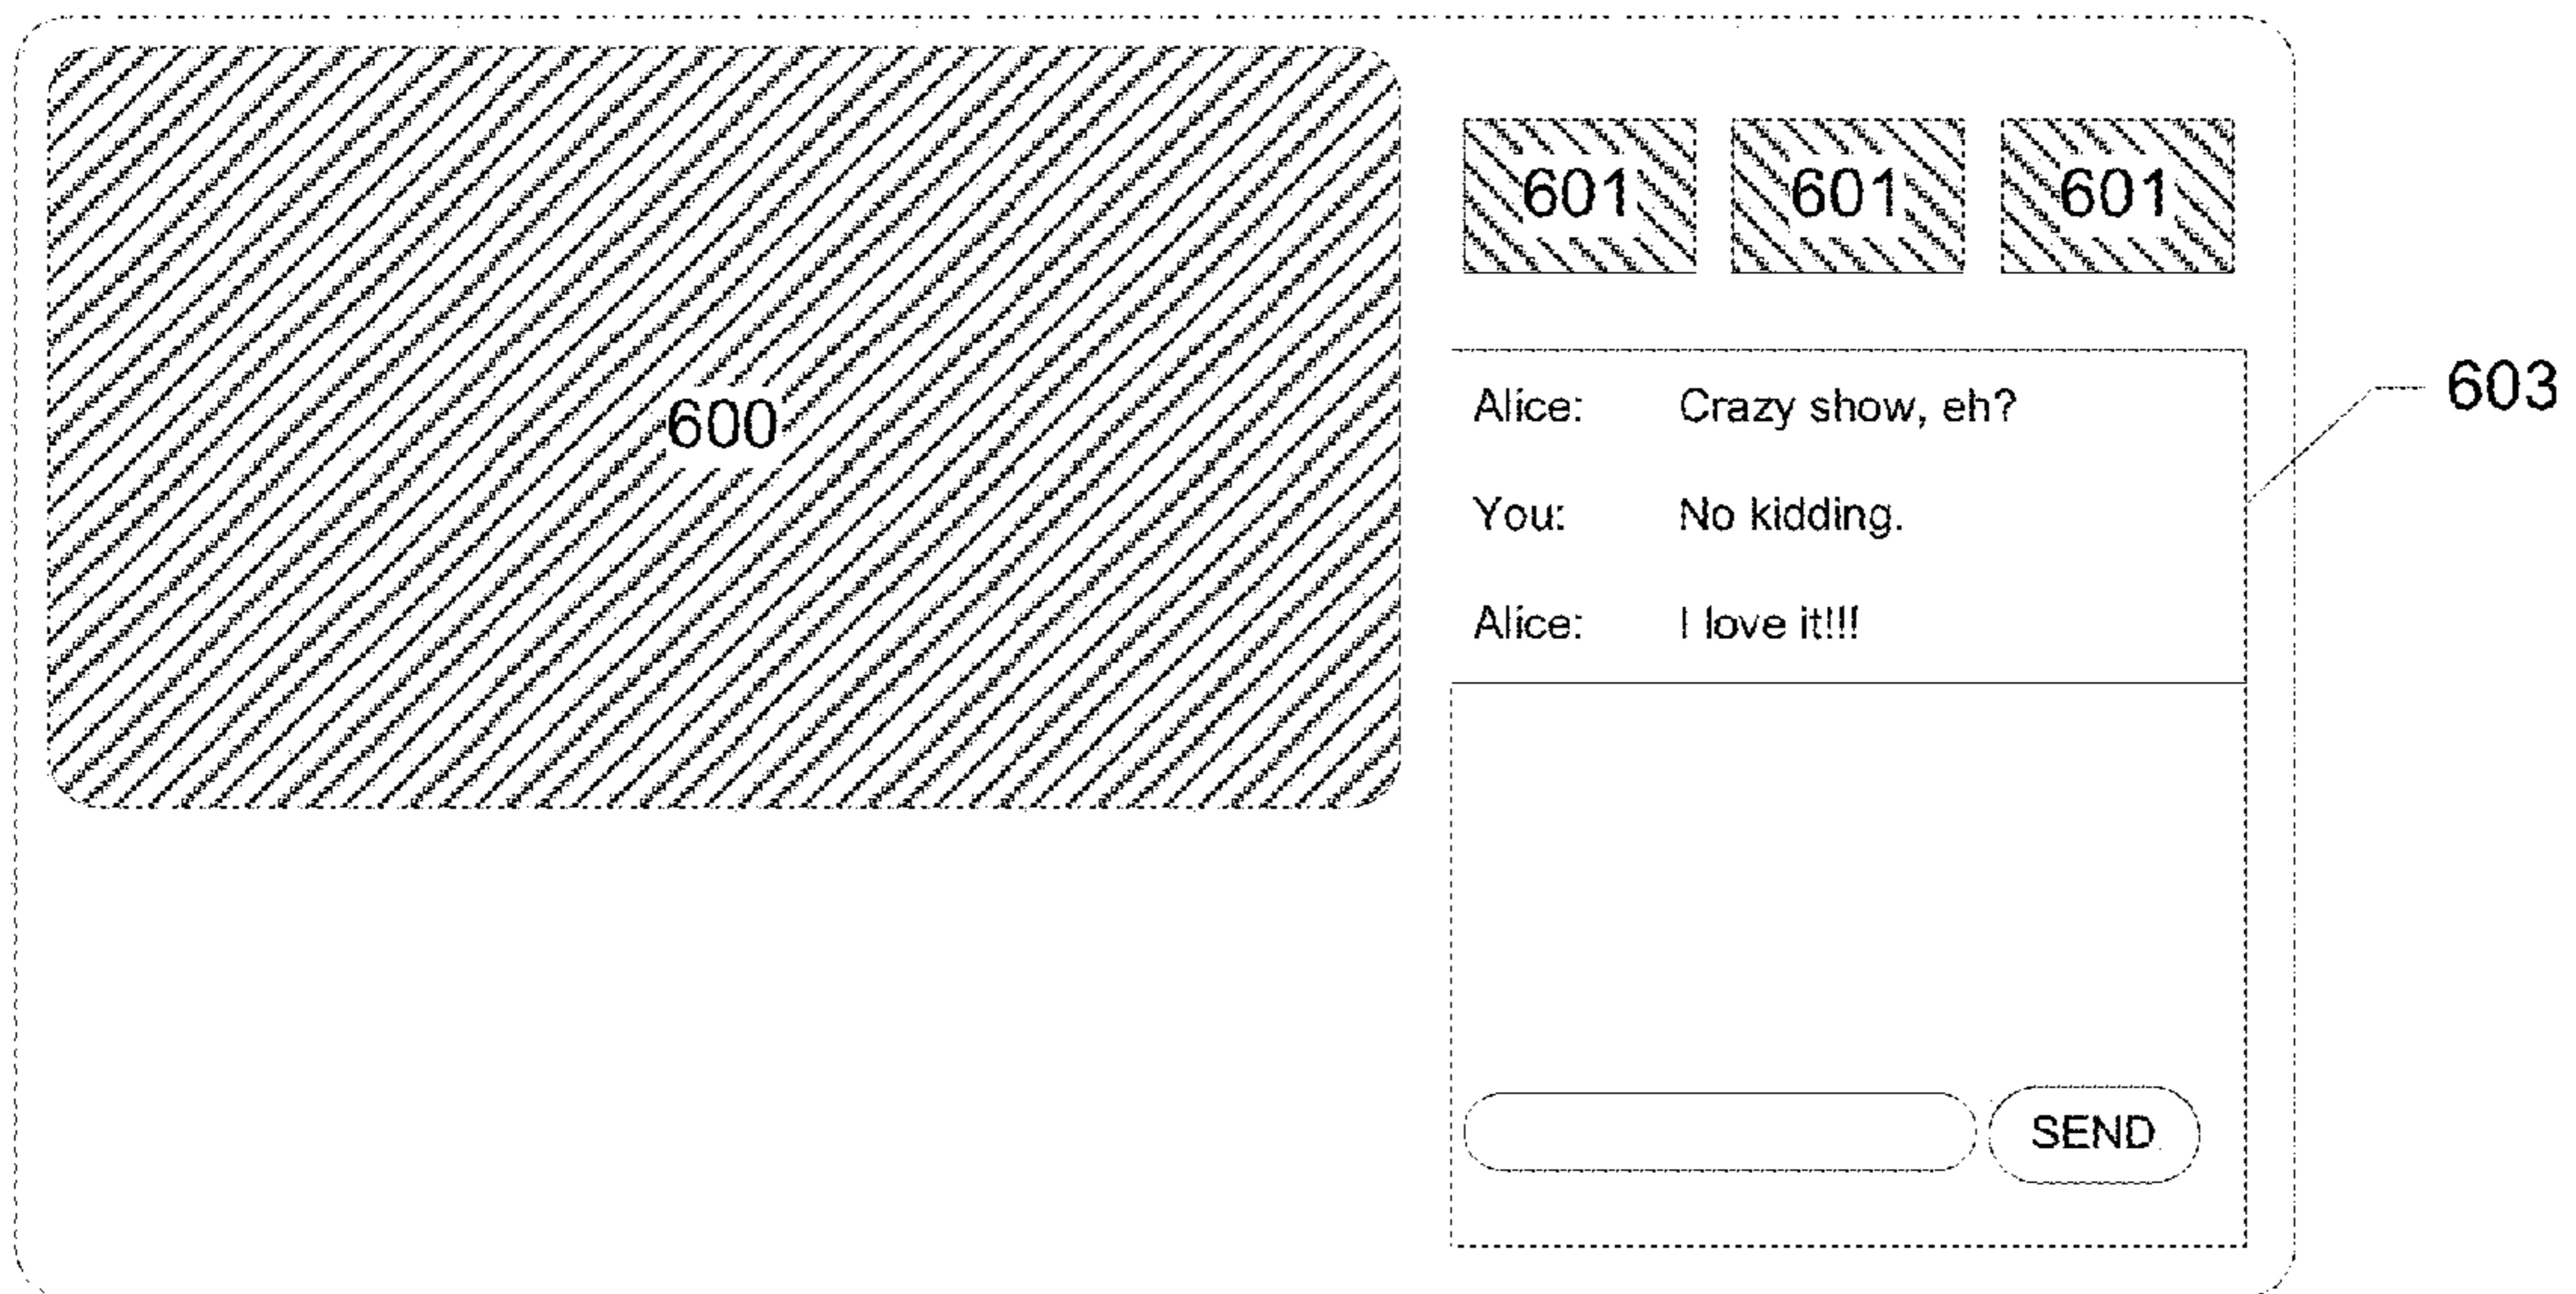 601 601 601
600
603
Alice: Crazy show, eh?
You: No kidding.
Alice: I love it!!!
SEND